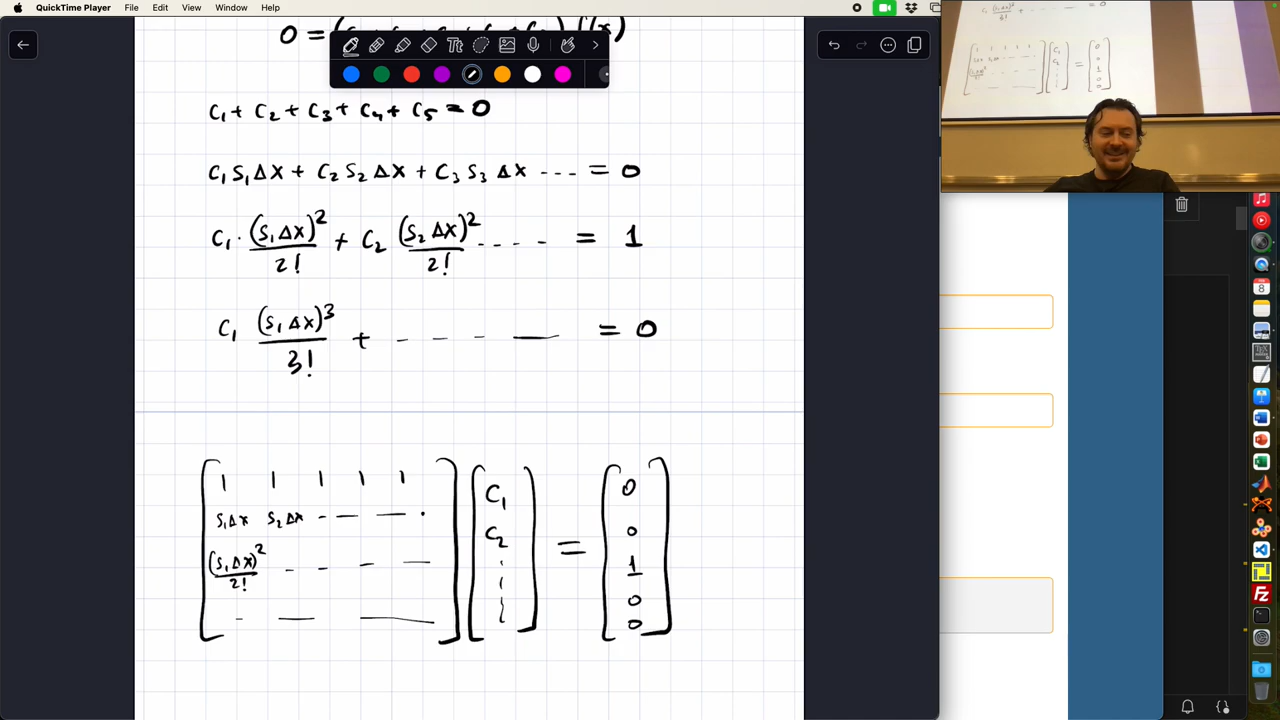 QuickTime Player File Edit View Window Help
0 = (
c₁ + c₂ + c₃ + c₄ + c₅ = 0
c₁ s₁ Δx + c₂ s₂ Δx + c₃ s₃ Δx --- = 0
c₁ · (s₁Δx)²/2! + c₂ (s₂ Δx)²/2! ---- = 1
c₁ (s₁ Δx)³/3! + - - - — = 0
1 1 1 1 1
s₁Δx s₂Δx - — — ·
(s₁Δx)²/2! - - - —
- — —
c₁
c₂
=
0
0
1
0
0